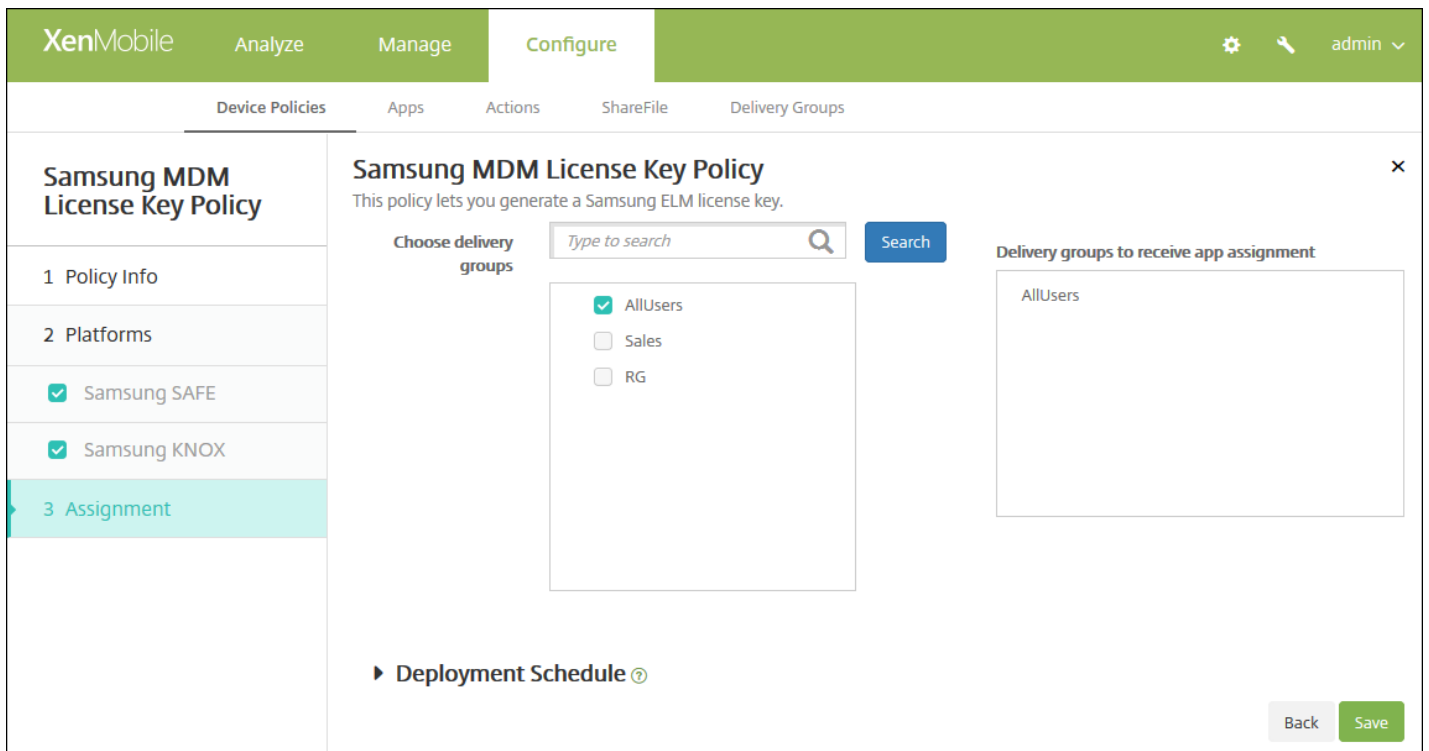 XenMobile Analyze Manage Configure admin
Device Policies Apps Actions ShareFile Delivery Groups
Samsung MDM
License Key Policy
1 Policy Info
2 Platforms
Samsung SAFE
Samsung KNOX
3 Assignment
Samsung MDM License Key Policy
This policy lets you generate a Samsung ELM license key.
Choose delivery
groups
Type to search
Search
AllUsers
Sales
RG
Delivery groups to receive app assignment
AllUsers
Deployment Schedule ?
Back Save